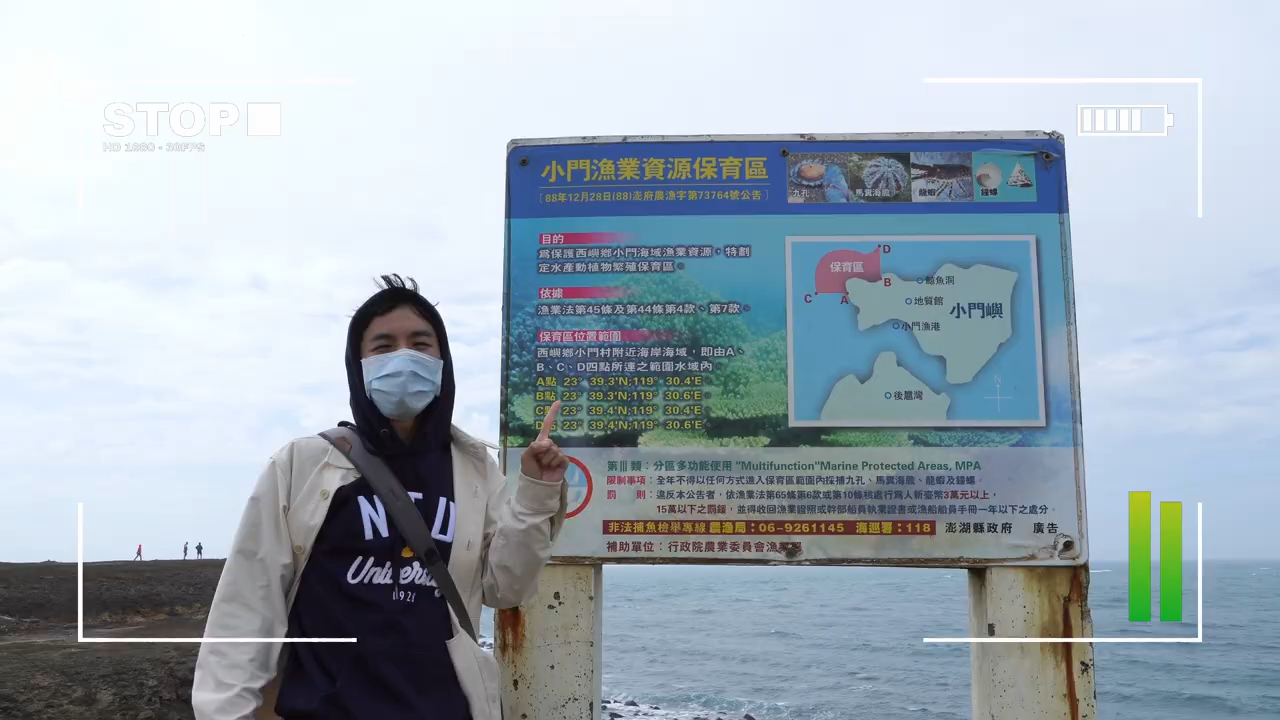 STOP
HD 1080 - 30FPS
小門漁業資源保育區
[88年12月28日(88)澎府農漁字第73764號公告]
九孔
馬糞海膽
龍蝦
鐘螺
目的
為保護西嶼鄉小門海域漁業資源，特劃
定水產動植物繁殖保育區。
依據
漁業法第45條及第44條第4款、第7款。
保育區位置範圍
西嶼鄉小門村附近海岸海域，即由A、
B、C、D四點所連之範圍水域內
A點 23° 39.3'N;119° 30.4'E
B點 23° 39.3'N;119° 30.6'E
C點 23° 39.4'N;119° 30.4'E
D 23° 39.4'N;119° 30.6'E
保育區
D
B
C
A
鯨魚洞
地質館
小門嶼
小門漁港
後螺灣
N
第III類：分區多功能使用 "Multifunction"Marine Protected Areas, MPA
限制事項：全年不得以任何方式進入保育區範圍內採捕九孔、馬糞海膽、龍蝦及鐘螺。
罰 則：違反本公告者，依漁業法第65條第6款或第10條核處行為人新臺幣3萬元以上，
15萬以下之罰鍰，並得收回漁業證照或幹部船員執業證書或漁船船員手冊一年以下之處分。
非法捕魚檢舉專線 農漁局：06-9261145 海巡署：118 澎湖縣政府 廣告
補助單位：行政院農業委員會漁業署
NTU
University
1928